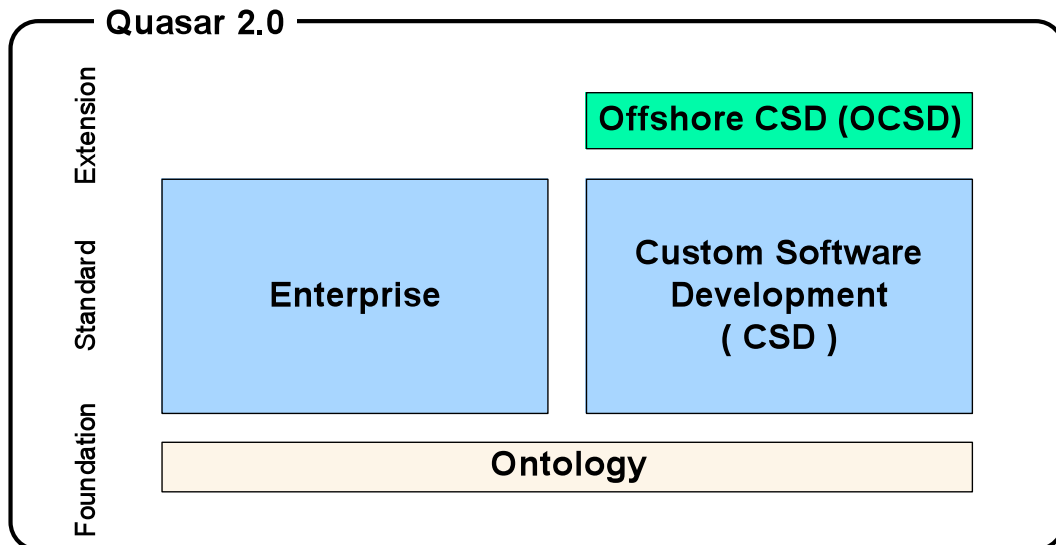 Quasar 2.0
Extension
Offshore CSD (OCSD)
Standard
Enterprise
Custom Software
Development
( CSD )
Foundation
Ontology